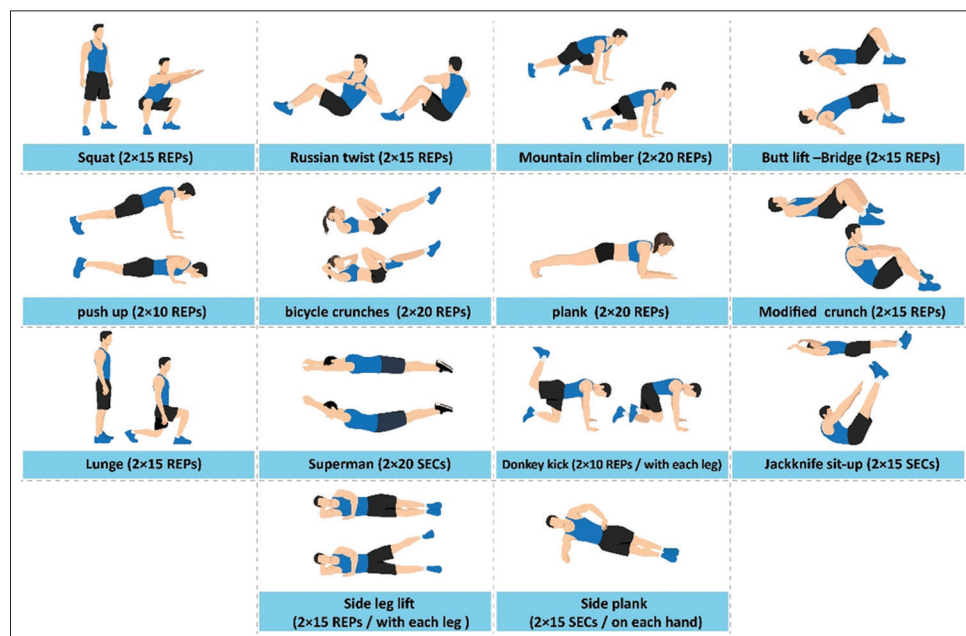 Squat (2×15 REPs)
Russian twist (2×15 REPs)
Mountain climber (2×20 REPs)
Butt lift –Bridge (2×15 REPs)
push up (2×10 REPs)
bicycle crunches (2×20 REPs)
plank (2×20 REPs)
Modified crunch (2×15 REPs)
Lunge (2×15 REPs)
Superman (2×20 SECs)
Donkey kick (2×10 REPs / with each leg)
Jackknife sit-up (2×15 SECs)
Side leg lift
(2×15 REPs / with each leg )
Side plank
(2×15 SECs / on each hand)